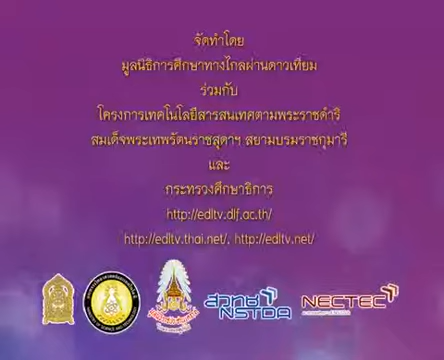 จัดทำโดย
มูลนิธิการศึกษาทางไกลผ่านดาวเทียม
ร่วมกับ
โครงการเทคโนโลยีสารสนเทศตามพระราชดำริ
สมเด็จพระเทพรัตนราชสุดาฯ สยามบรมราชกุมารี
และ
กระทรวงศึกษาธิการ
http://edltv.dlf.ac.th/
http://edltv.thai.net/, http://edltv.net/
สวทช NECTEC
NSTDA